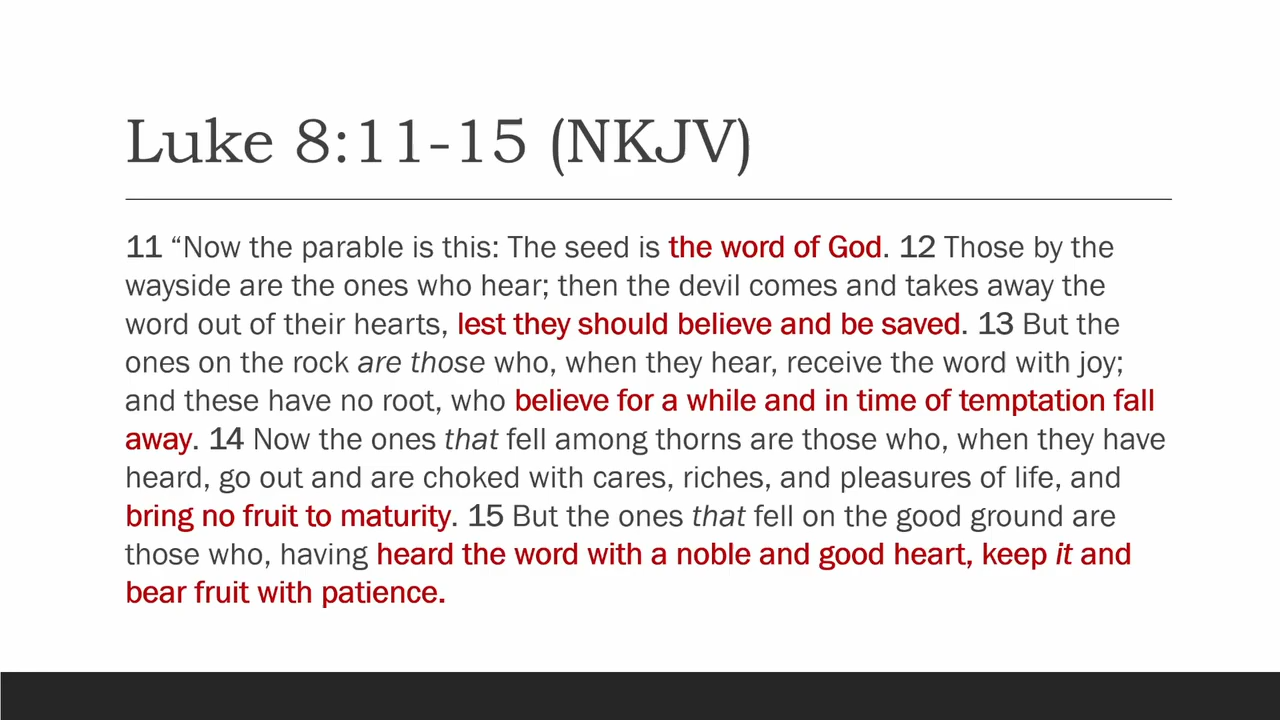 Luke 8:11-15 (NKJV)
11 “Now the parable is this: The seed is the word of God. 12 Those by the
wayside are the ones who hear; then the devil comes and takes away the
word out of their hearts, lest they should believe and be saved. 13 But the
ones on the rock are those who, when they hear, receive the word with joy;
and these have no root, who believe for a while and in time of temptation fall
away. 14 Now the ones that fell among thorns are those who, when they have
heard, go out and are choked with cares, riches, and pleasures of life, and
bring no fruit to maturity. 15 But the ones that fell on the good ground are
those who, having heard the word with a noble and good heart, keep it and
bear fruit with patience.